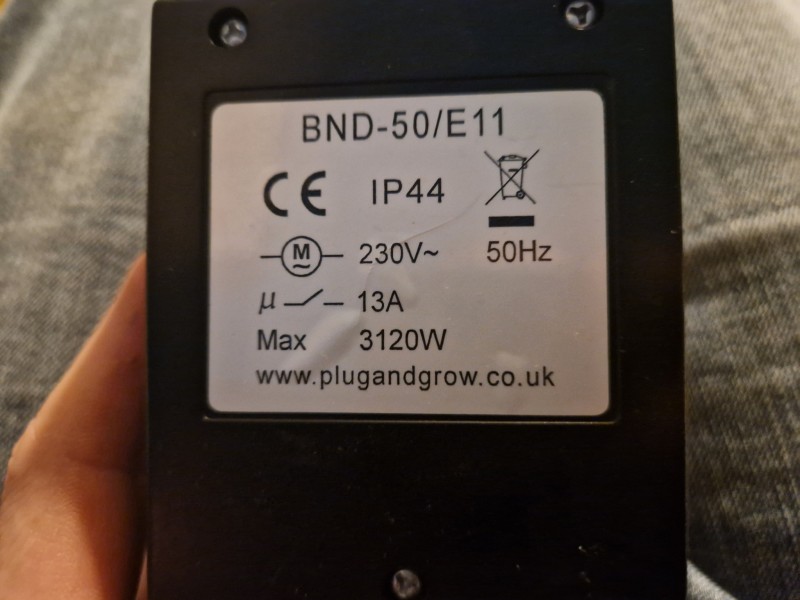 BND-50/E11
CE IP44
M 230V~ 50Hz
μ 13A
Max 3120W
www.plugandgrow.co.uk